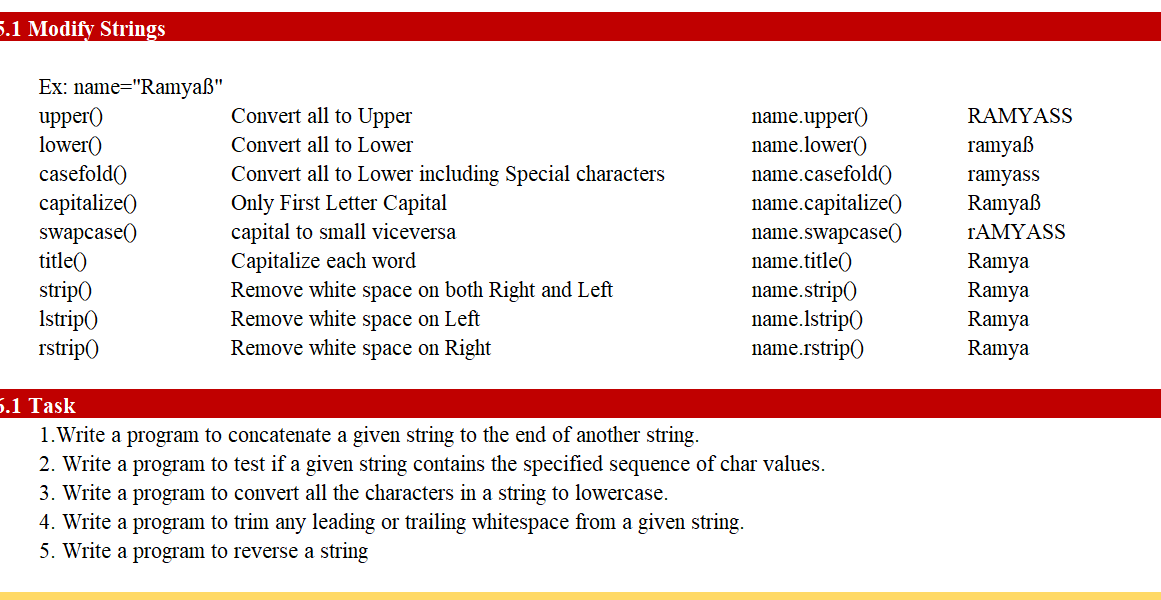 5.1 Modify Strings
Ex: name="Ramyaß"
upper() Convert all to Upper name.upper() RAMYASS
lower() Convert all to Lower name.lower() ramyaß
casefold() Convert all to Lower including Special characters name.casefold() ramyass
capitalize() Only First Letter Capital name.capitalize() Ramyaß
swapcase() capital to small viceversa name.swapcase() rAMYASS
title() Capitalize each word name.title() Ramya
strip() Remove white space on both Right and Left name.strip() Ramya
lstrip() Remove white space on Left name.lstrip() Ramya
rstrip() Remove white space on Right name.rstrip() Ramya
6.1 Task
1.Write a program to concatenate a given string to the end of another string.
2. Write a program to test if a given string contains the specified sequence of char values.
3. Write a program to convert all the characters in a string to lowercase.
4. Write a program to trim any leading or trailing whitespace from a given string.
5. Write a program to reverse a string